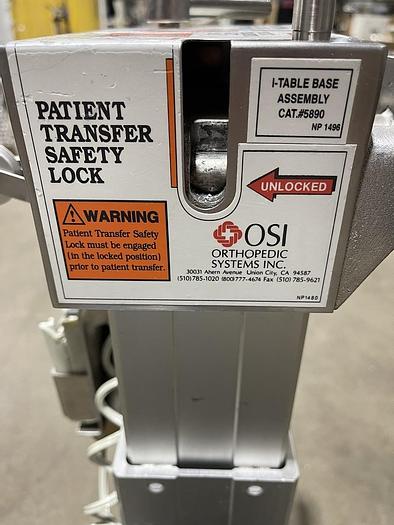 PATIENT
TRANSFER
SAFETY
LOCK
WARNING
Patient Transfer Safety
Lock must be engaged
(in the locked position)
prior to patient transfer.
I-TABLE BASE
ASSEMBLY
CAT.#5890
NP 1496
UNLOCKED
OSI
ORTHOPEDIC
SYSTEMS INC.
30031 Ahern Avenue Union City, CA 94587
(510)785-1020 (800)777-4674 Fax (510)785-9621
NP1480